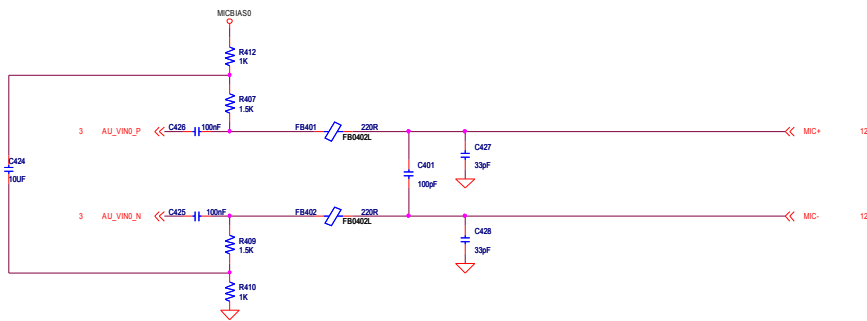 MICBIAS0
R412
1K
R407
1.5K
3 AU_VIN0_P C426 100nF FB401 220R MIC+ 12
FB0402L
C427
33pF
C424
10UF
C401
100pF
3 AU_VIN0_N C425 100nF FB402 220R MIC- 12
FB0402L
R409
1.5K
C428
33pF
R410
1K